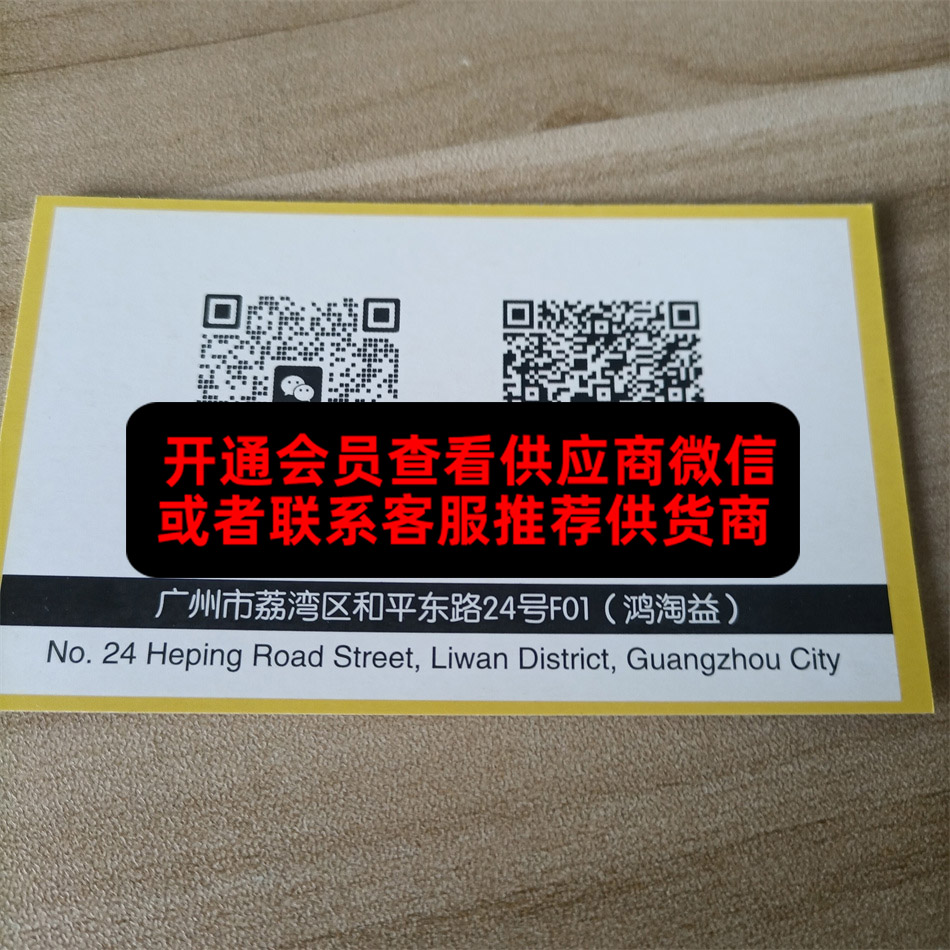 开通会员查看供应商微信
或者联系客服推荐供货商
广州市荔湾区和平东路24号F01（鸿淘益）
No. 24 Heping Road Street, Liwan District, Guangzhou City